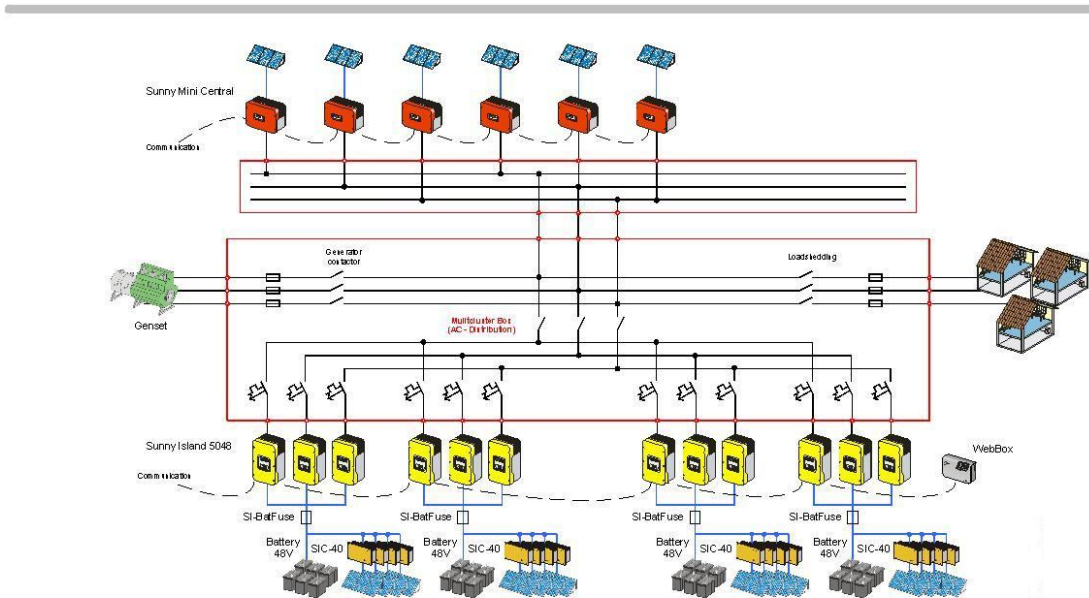 Sunny Mini Central
Communication
Generator
contactor
Loadshedding
Genset
Multicluster Box
(AC - Distribution)
Sunny Island 5048
WebBox
Communication
SI-BatFuse
SI-BatFuse
SI-BatFuse
SI-BatFuse
Battery
48V
SIC-40
Battery
48V
SIC-40
Battery
48V
SIC-40
Battery
48V
SIC-40